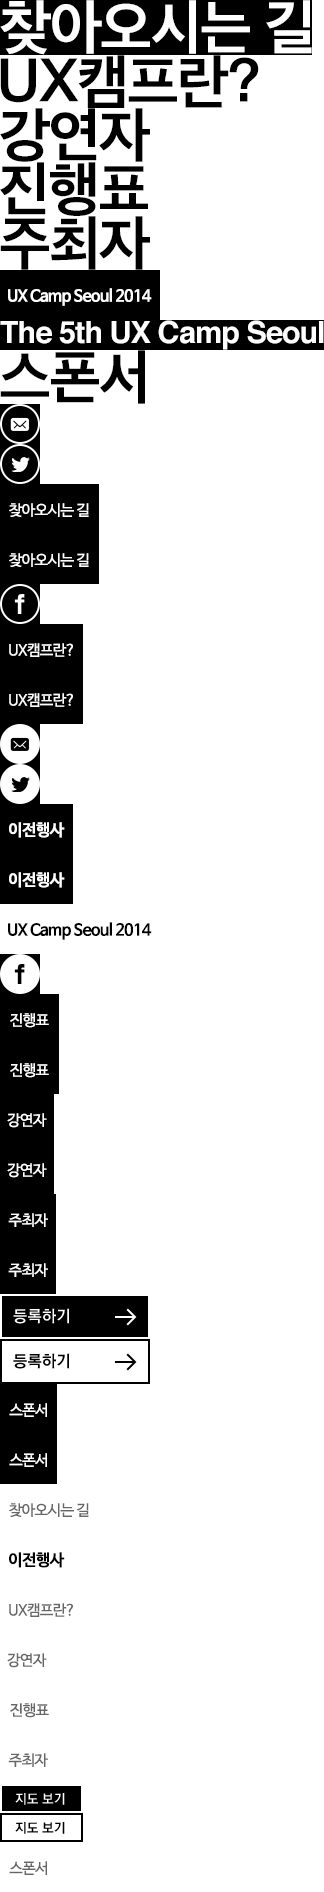 찾아오시는 길
UX캠프란?
강연자
진행표
주최자
UX Camp Seoul 2014
The 5th UX Camp Seoul
스폰서
찾아오시는 길
찾아오시는 길
f
UX캠프란?
UX캠프란?
이전행사
이전행사
UX Camp Seoul 2014
f
진행표
진행표
강연자
강연자
주최자
주최자
등록하기
등록하기
스폰서
스폰서
찾아오시는 길
이전행사
UX캠프란?
강연자
진행표
주최자
지도 보기
지도 보기
스폰서